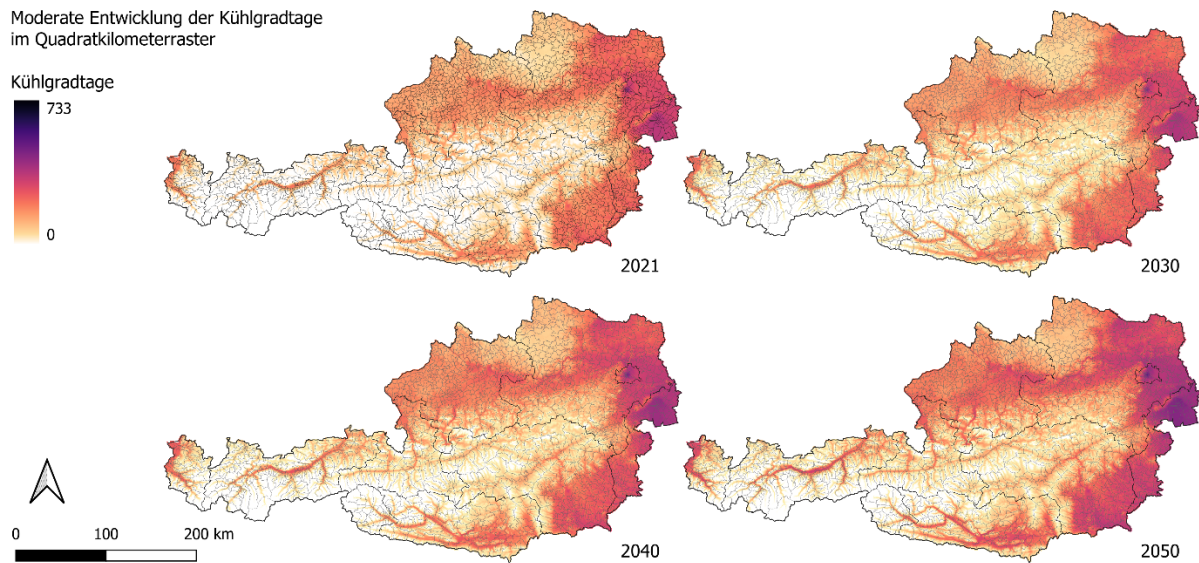 Moderate Entwicklung der Kühlgradtage
im Quadratkilometerraster
Kühlgradtage
733
0
2021
2030
2040
2050
0 100 200 km